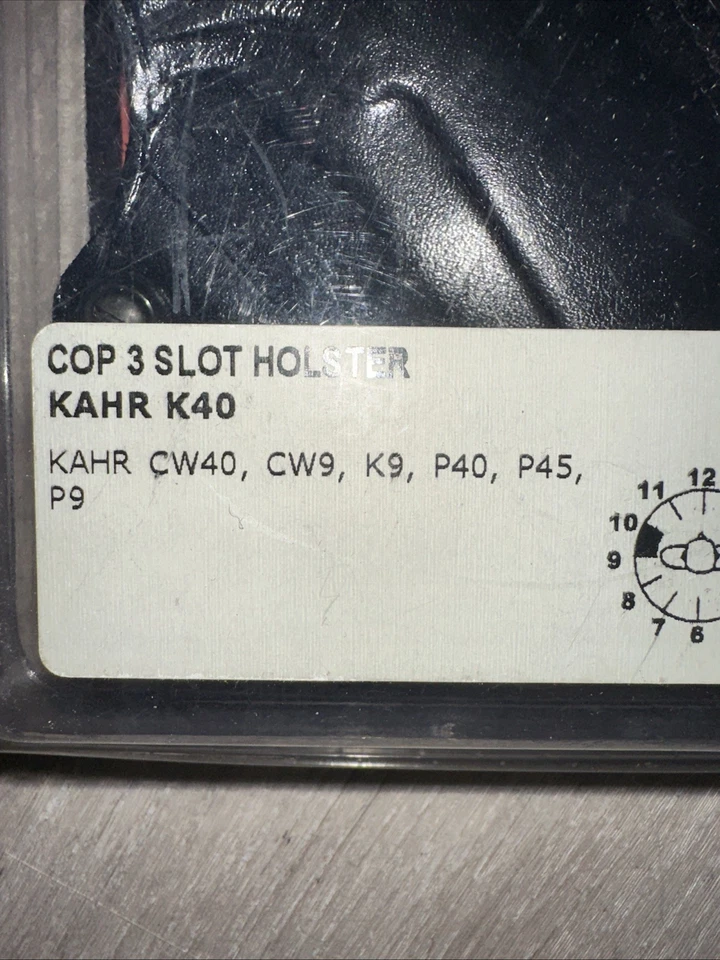 COP 3 SLOT HOLSTER
KAHR K40
KAHR CW40, CW9, K9, P40, P45,
P9
12
11
10
9
8
7
6